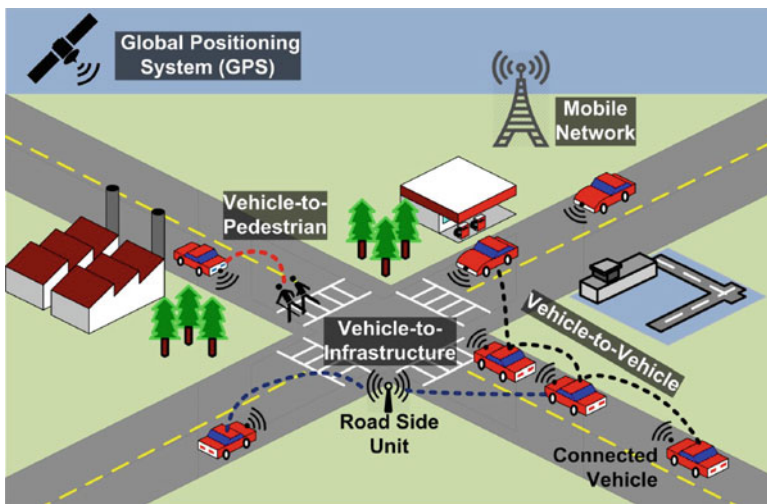 Global Positioning
System (GPS)
Mobile
Network
Vehicle-to-
Pedestrian
Vehicle-to-
Infrastructure
Vehicle-to-Vehicle
Road Side
Unit
Connected
Vehicle